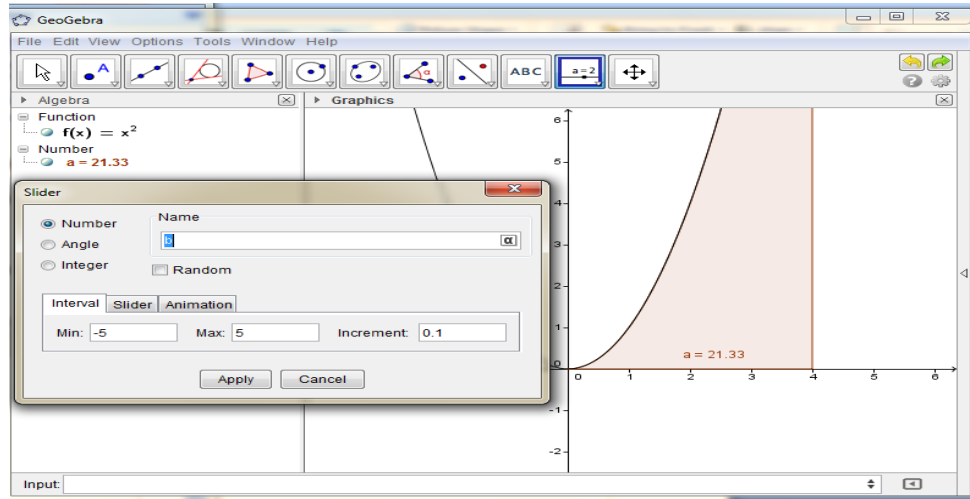 GeoGebra
File Edit View Options Tools Window Help
A α ABC a=2
Algebra
Graphics
Function
f(x) = x²
Number
a = 21.33
Slider
Number
Angle
Integer
Name
b
α
Random
Interval Slider Animation
Min: -5 Max: 5 Increment: 0.1
Apply Cancel
6
5
4
3
2
1
0
-1
-2
0 1 2 3 4 5 6
a = 21.33
Input: